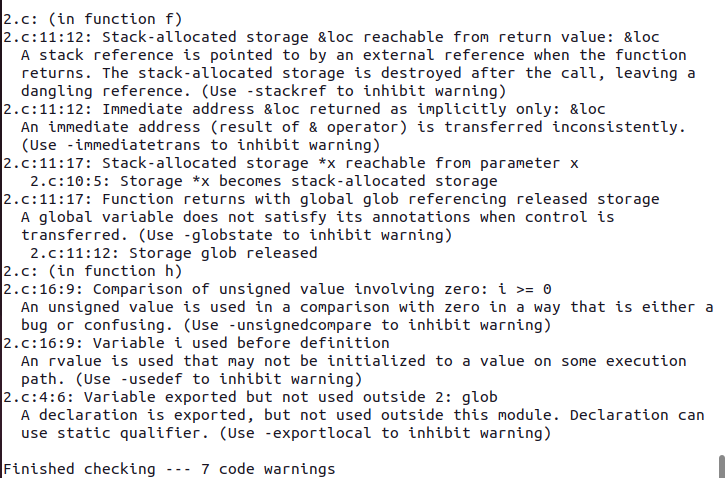 2.c: (in function f)
2.c:11:12: Stack-allocated storage &loc reachable from return value: &loc
  A stack reference is pointed to by an external reference when the function
  returns. The stack-allocated storage is destroyed after the call, leaving a
  dangling reference. (Use -stackref to inhibit warning)
2.c:11:12: Immediate address &loc returned as implicitly only: &loc
  An immediate address (result of & operator) is transferred inconsistently.
  (Use -immediatetrans to inhibit warning)
2.c:11:17: Stack-allocated storage *x reachable from parameter x
   2.c:10:5: Storage *x becomes stack-allocated storage
2.c:11:17: Function returns with global glob referencing released storage
  A global variable does not satisfy its annotations when control is
  transferred. (Use -globstate to inhibit warning)
   2.c:11:12: Storage glob released
2.c: (in function h)
2.c:16:9: Comparison of unsigned value involving zero: i >= 0
  An unsigned value is used in a comparison with zero in a way that is either a
  bug or confusing. (Use -unsignedcompare to inhibit warning)
2.c:16:9: Variable i used before definition
  An rvalue is used that may not be initialized to a value on some execution
  path. (Use -usedef to inhibit warning)
2.c:4:6: Variable exported but not used outside 2: glob
  A declaration is exported, but not used outside this module. Declaration can
  use static qualifier. (Use -exportlocal to inhibit warning)

Finished checking --- 7 code warnings